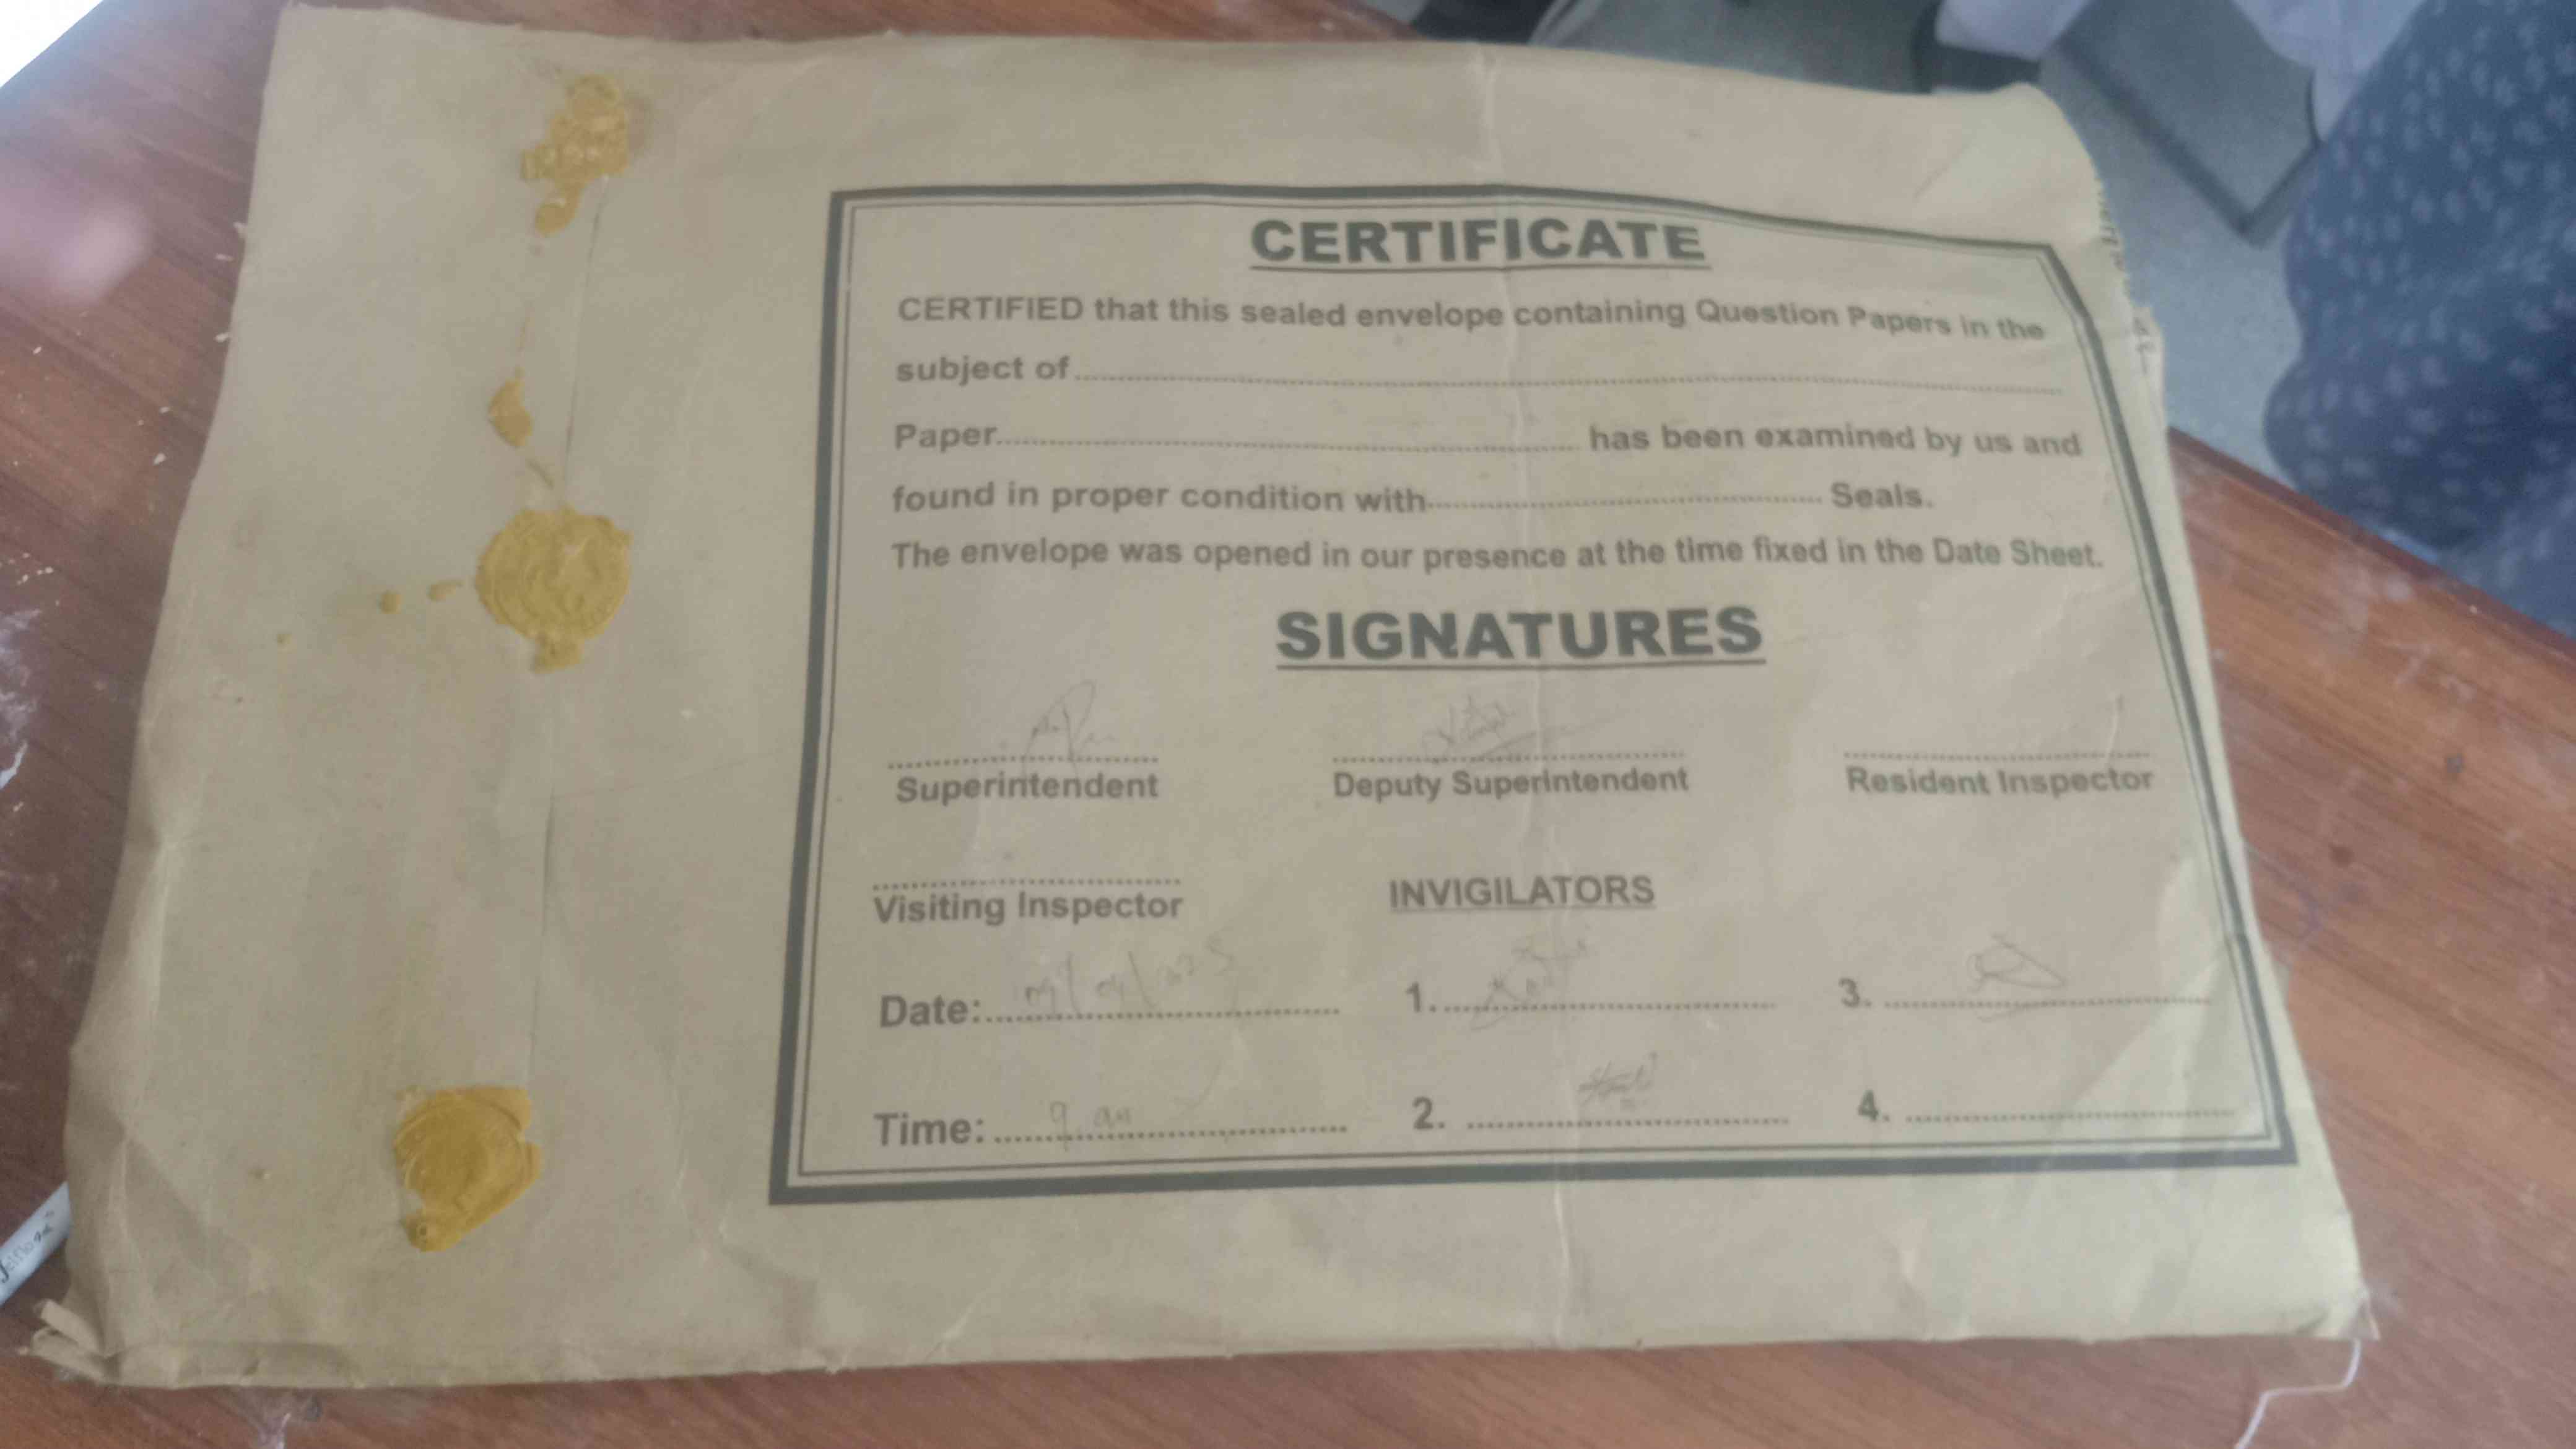 CERTIFICATE
CERTIFIED that this sealed envelope containing Question Papers in the
subject of
Paper has been examined by us and
found in proper condition with Seals.
The envelope was opened in our presence at the time fixed in the Date Sheet.
SIGNATURES
Superintendent Deputy Superintendent Resident Inspector
Visiting Inspector INVIGILATORS
Date: 1. 3.
Time: 9 am 2. 4.